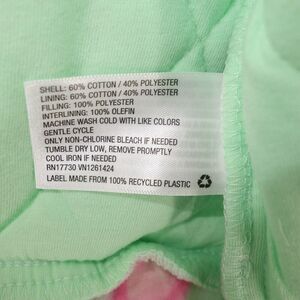 SHELL: 60% COTTON / 40% POLYESTER
LINING: 60% COTTON / 40% POLYESTER
FILLING: 100% POLYESTER
INTERLINING: 100% OLEFIN
MACHINE WASH COLD WITH LIKE COLORS
GENTLE CYCLE
ONLY NON-CHLORINE BLEACH IF NEEDED
TUMBLE DRY LOW, REMOVE PROMPTLY
COOL IRON IF NEEDED
RN17730 VN1261424
LABEL MADE FROM 100% RECYCLED PLASTIC